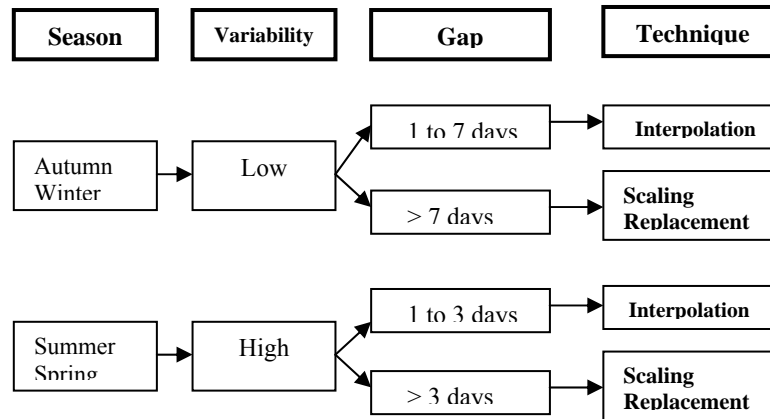 Season Variability Gap Technique
1 to 7 days Interpolation
Autumn
Winter
Low
> 7 days
Scaling
Replacement
1 to 3 days Interpolation
Summer
Spring
High
> 3 days
Scaling
Replacement